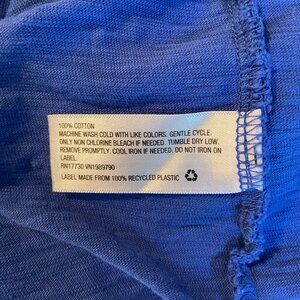 100% COTTON
MACHINE WASH COLD WITH LIKE COLORS. GENTLE CYCLE.
ONLY NON CHLORINE BLEACH IF NEEDED. TUMBLE DRY LOW.
REMOVE PROMPTLY. COOL IRON IF NEEDED. DO NOT IRON ON
LABEL.
RN17730 VN1989790
LABEL MADE FROM 100% RECYCLED PLASTIC